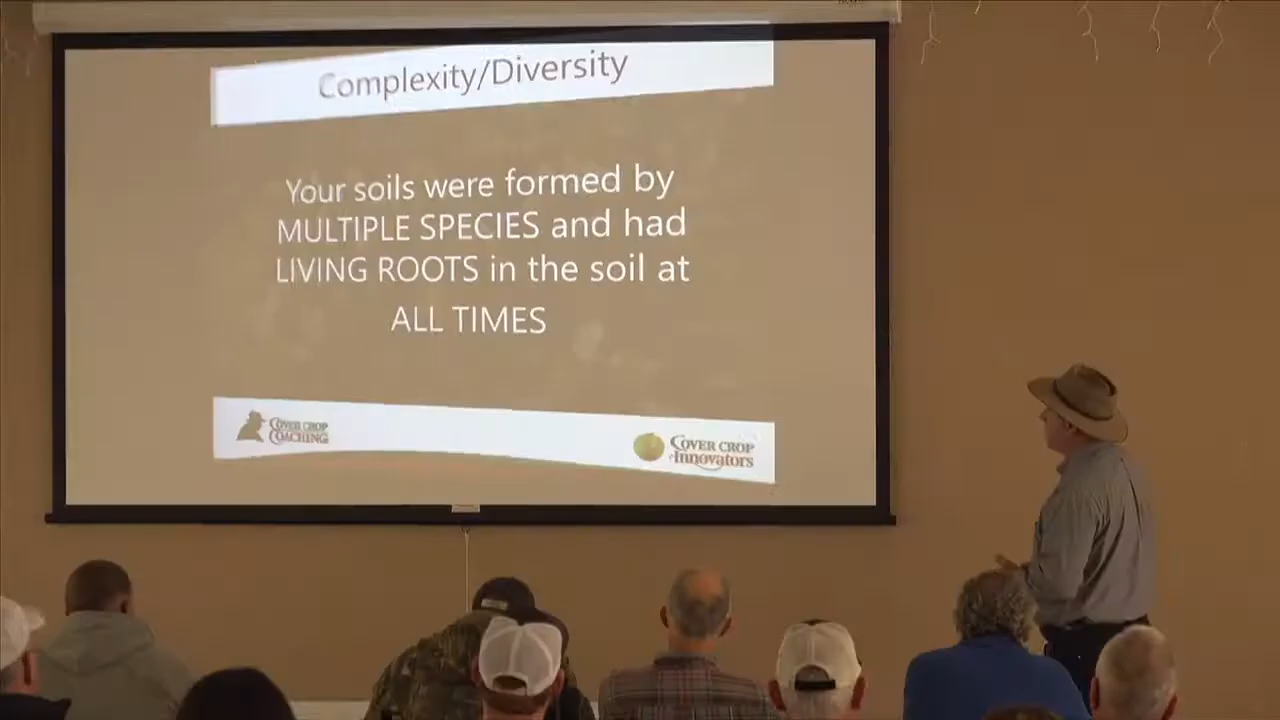 Complexity/Diversity
Your soils were formed by
MULTIPLE SPECIES and had
LIVING ROOTS in the soil at
ALL TIMES
COVER CROP
COACHING
COVER CROP
Innovators